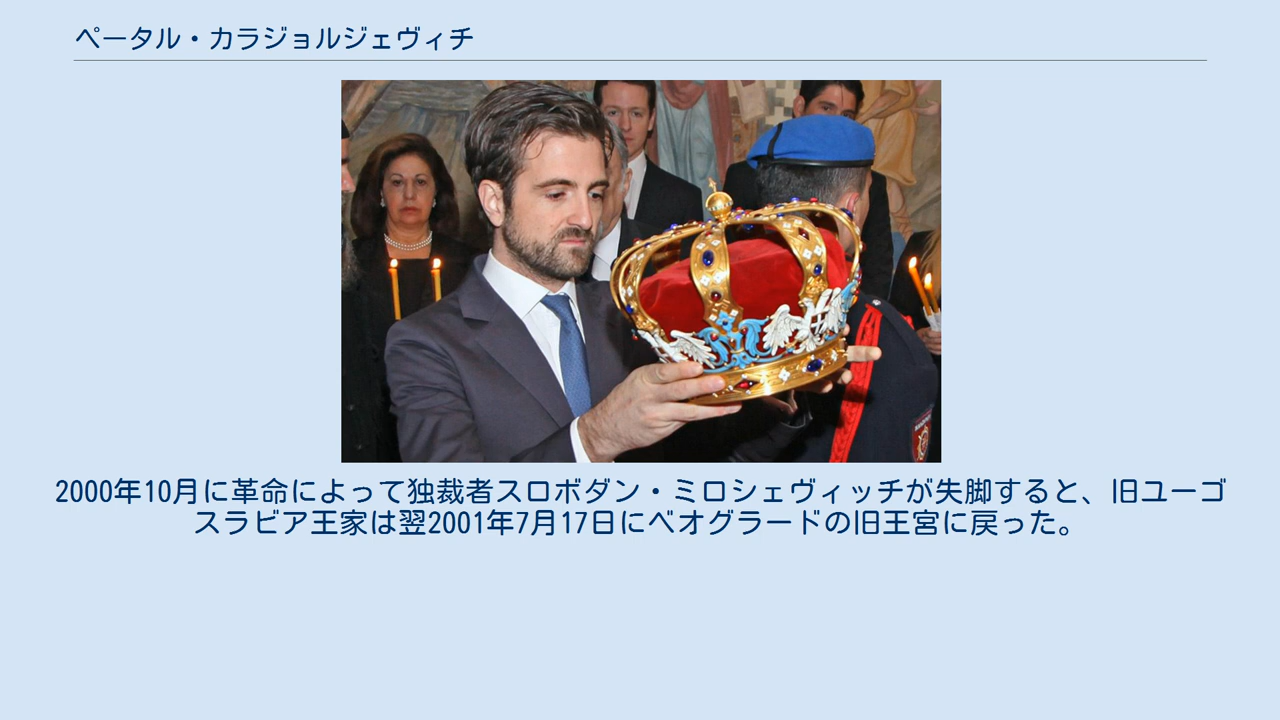 ペータル・カラジョルジェヴィチ
2000年10月に革命によって独裁者スロボダン・ミロシェヴィッチが失脚すると、旧ユーゴ
スラビア王家は翌2001年7月17日にベオグラードの旧王宮に戻った。